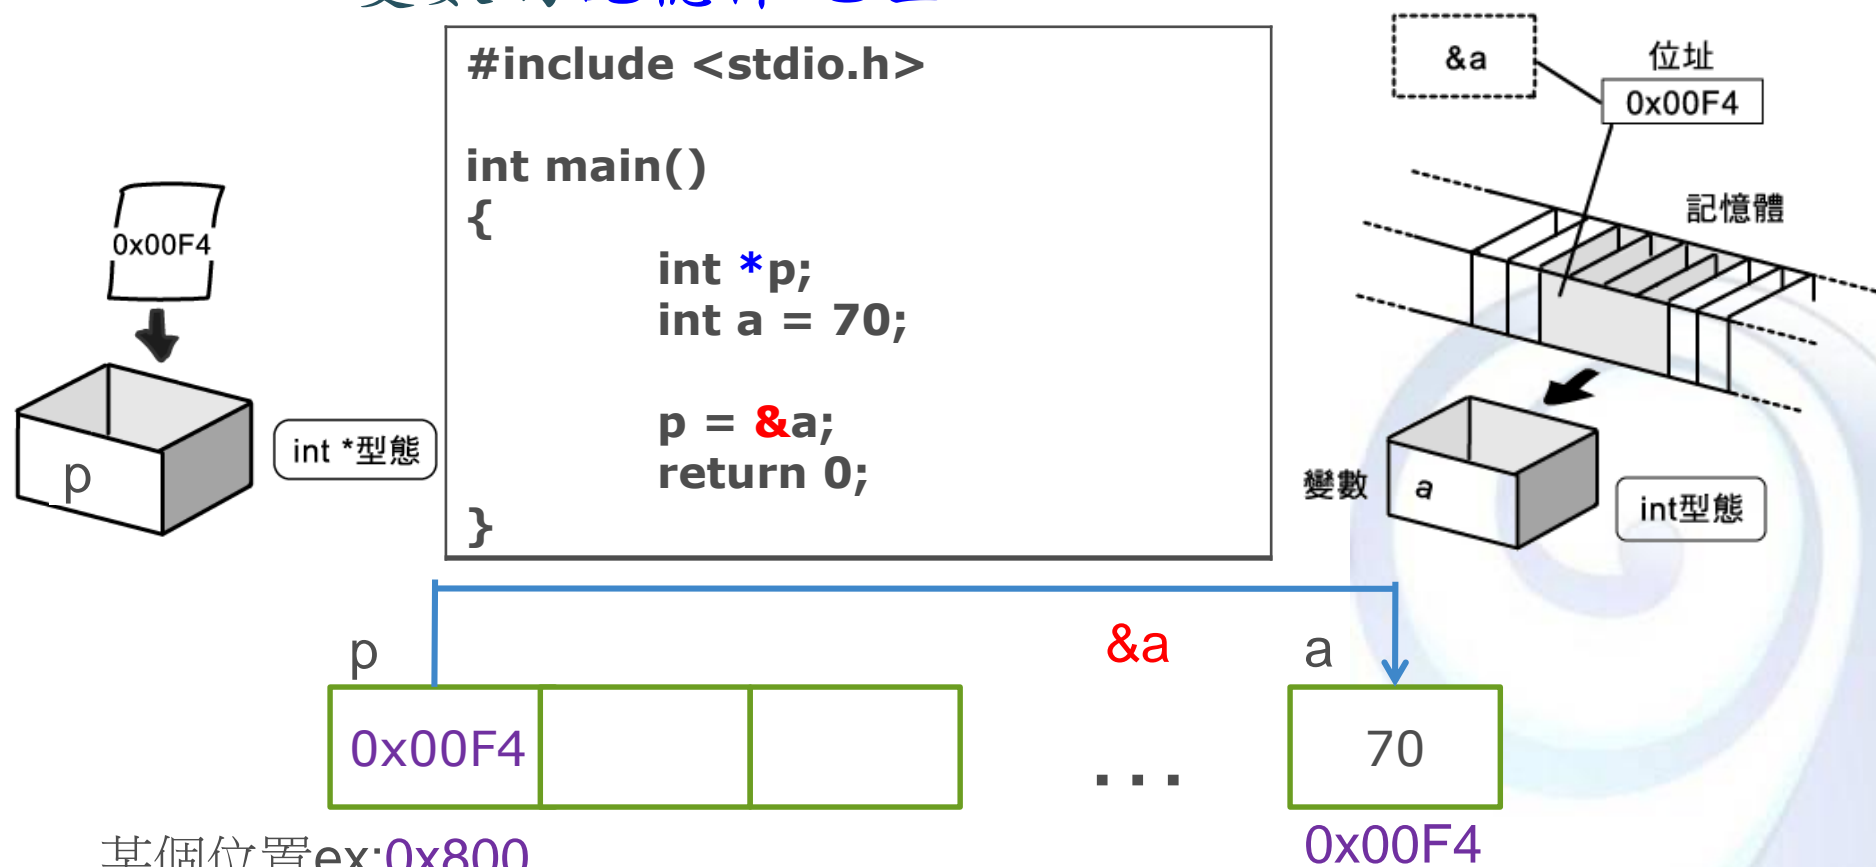 #include <stdio.h>
int main()
{
int *p;
int a = 70;
p = &a;
return 0;
}
0x00F4
p
int *型態
&a
位址
0x00F4
記憶體
變數
a
int型態
p
&a
a
0x00F4
...
70
某個位置ex:0x800
0x00F4